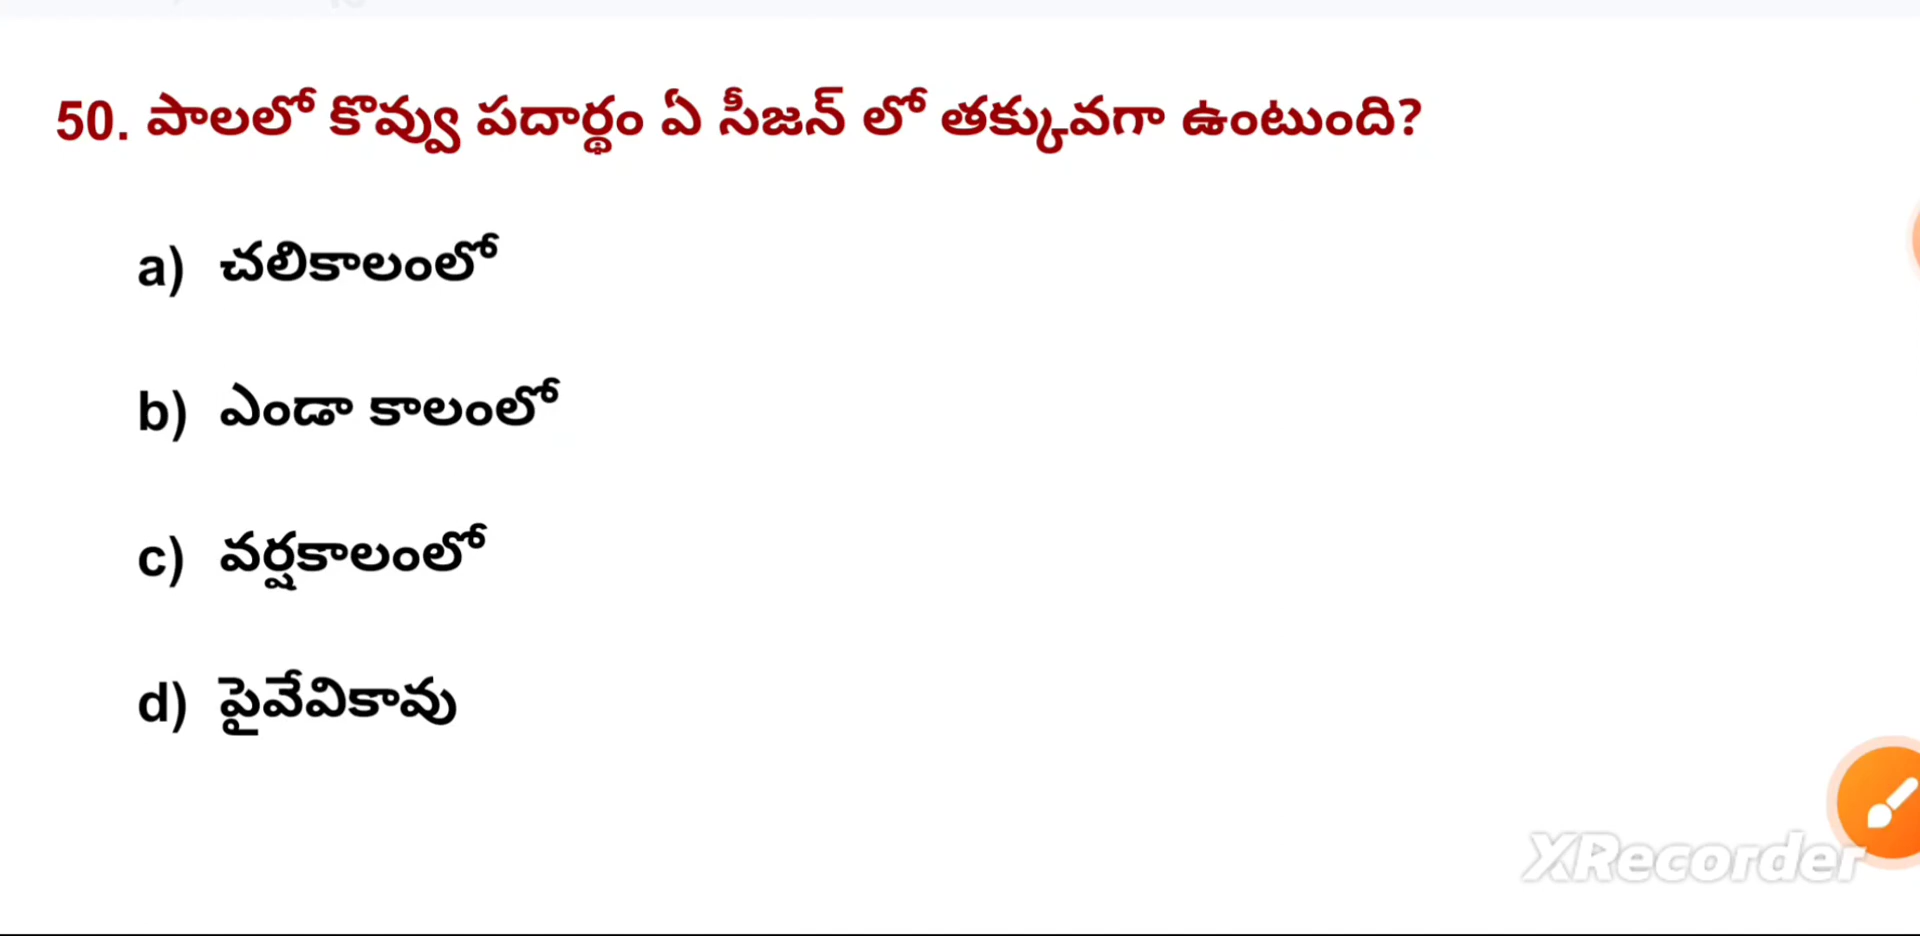 50. పాలలో కొవ్వు పదార్థం ఏ సీజన్ లో తక్కువగా ఉంటుంది?
a) చలికాలంలో
b) ఎండా కాలంలో
c) వర్షకాలంలో
d) పైవేవికావు
XRecorder